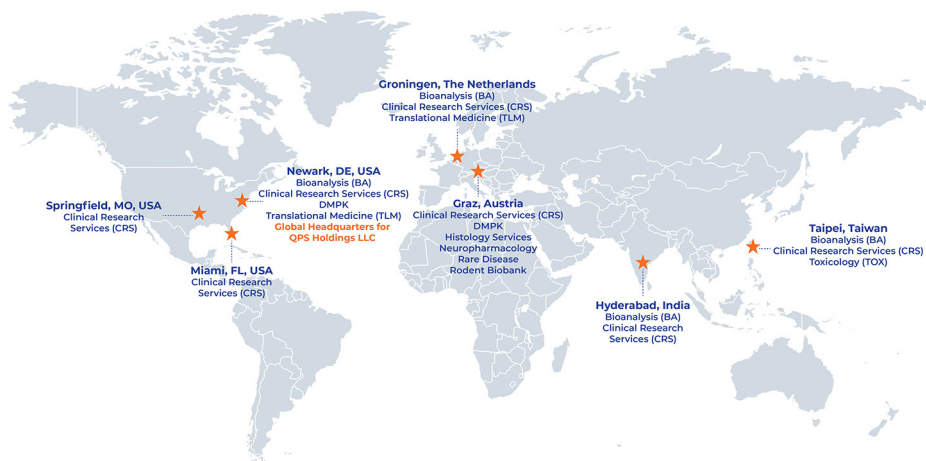 Groningen, The Netherlands
Bioanalysis (BA)
Clinical Research Services (CRS)
Translational Medicine (TLM)
Newark, DE, USA
Bioanalysis (BA)
Clinical Research Services (CRS)
DMPK
Translational Medicine (TLM)
Global Headquarters for
QPS Holdings LLC
Springfield, MO, USA
Clinical Research
Services (CRS)
Miami, FL, USA
Clinical Research
Services (CRS)
Graz, Austria
Clinical Research Services (CRS)
DMPK
Histology Services
Neuropharmacology
Rare Disease
Rodent Biobank
Hyderabad, India
Bioanalysis (BA)
Clinical Research
Services (CRS)
Taipei, Taiwan
Bioanalysis (BA)
Clinical Research Services (CRS)
Toxicology (TOX)